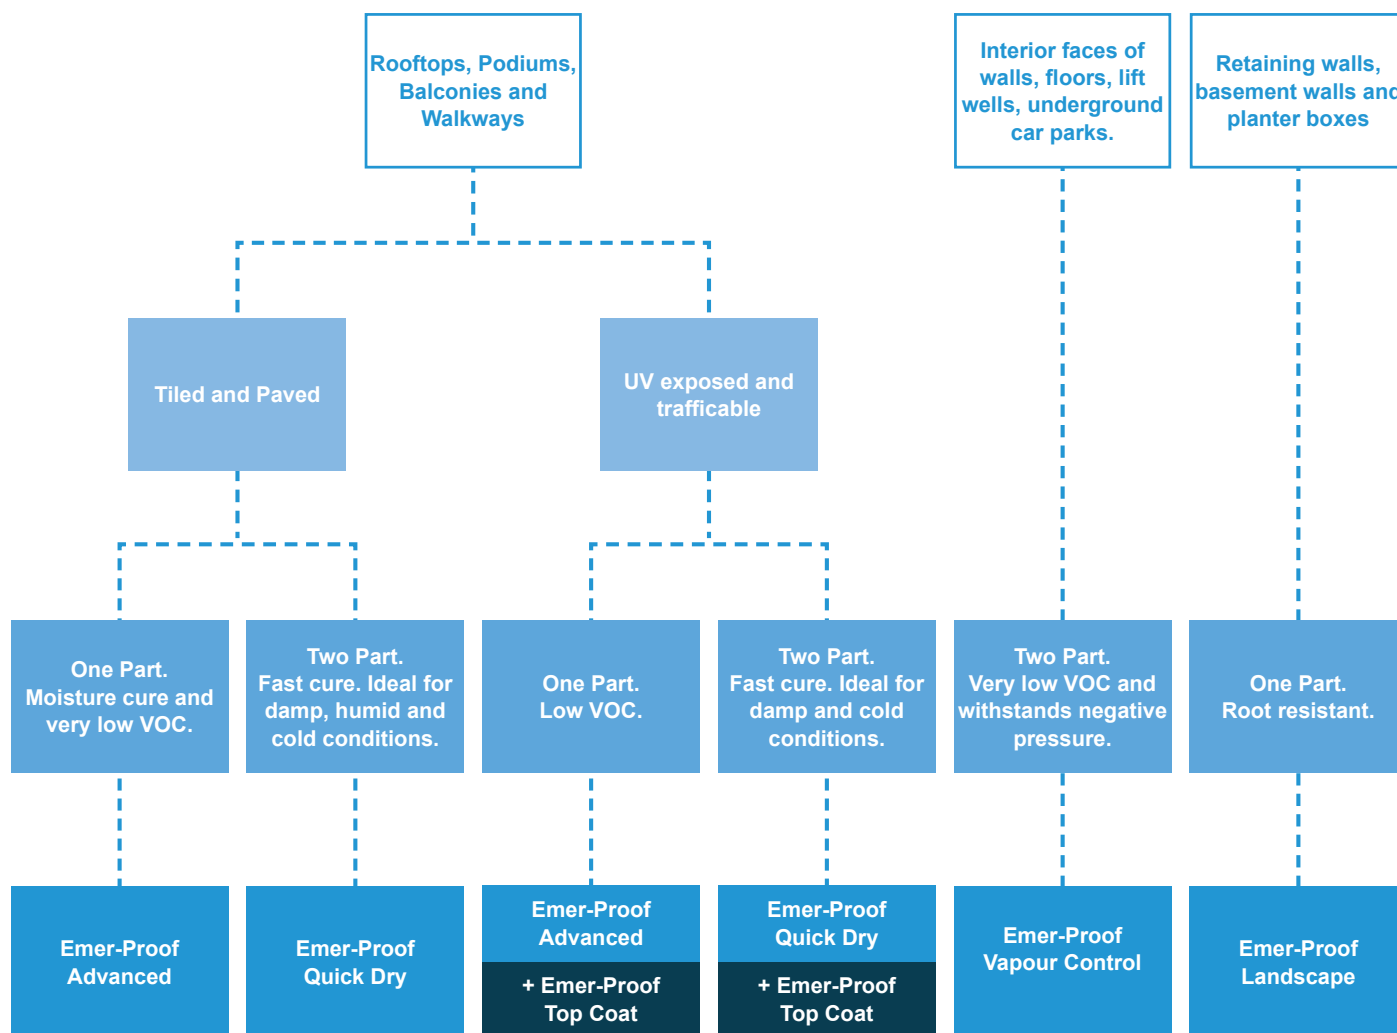 Rooftops, Podiums,
Balconies and
Walkways
Interior faces of
walls, floors, lift
wells, underground
car parks.
Retaining walls,
basement walls and
planter boxes
Tiled and Paved
UV exposed and
trafficable
One Part.
Moisture cure and
very low VOC.
Two Part.
Fast cure. Ideal for
damp, humid and
cold conditions.
One Part.
Low VOC.
Two Part.
Fast cure. Ideal for
damp and cold
conditions.
Two Part.
Very low VOC and
withstands negative
pressure.
One Part.
Root resistant.
Emer-Proof
Advanced
Emer-Proof
Quick Dry
Emer-Proof
Advanced
+ Emer-Proof
Top Coat
Emer-Proof
Quick Dry
+ Emer-Proof
Top Coat
Emer-Proof
Vapour Control
Emer-Proof
Landscape